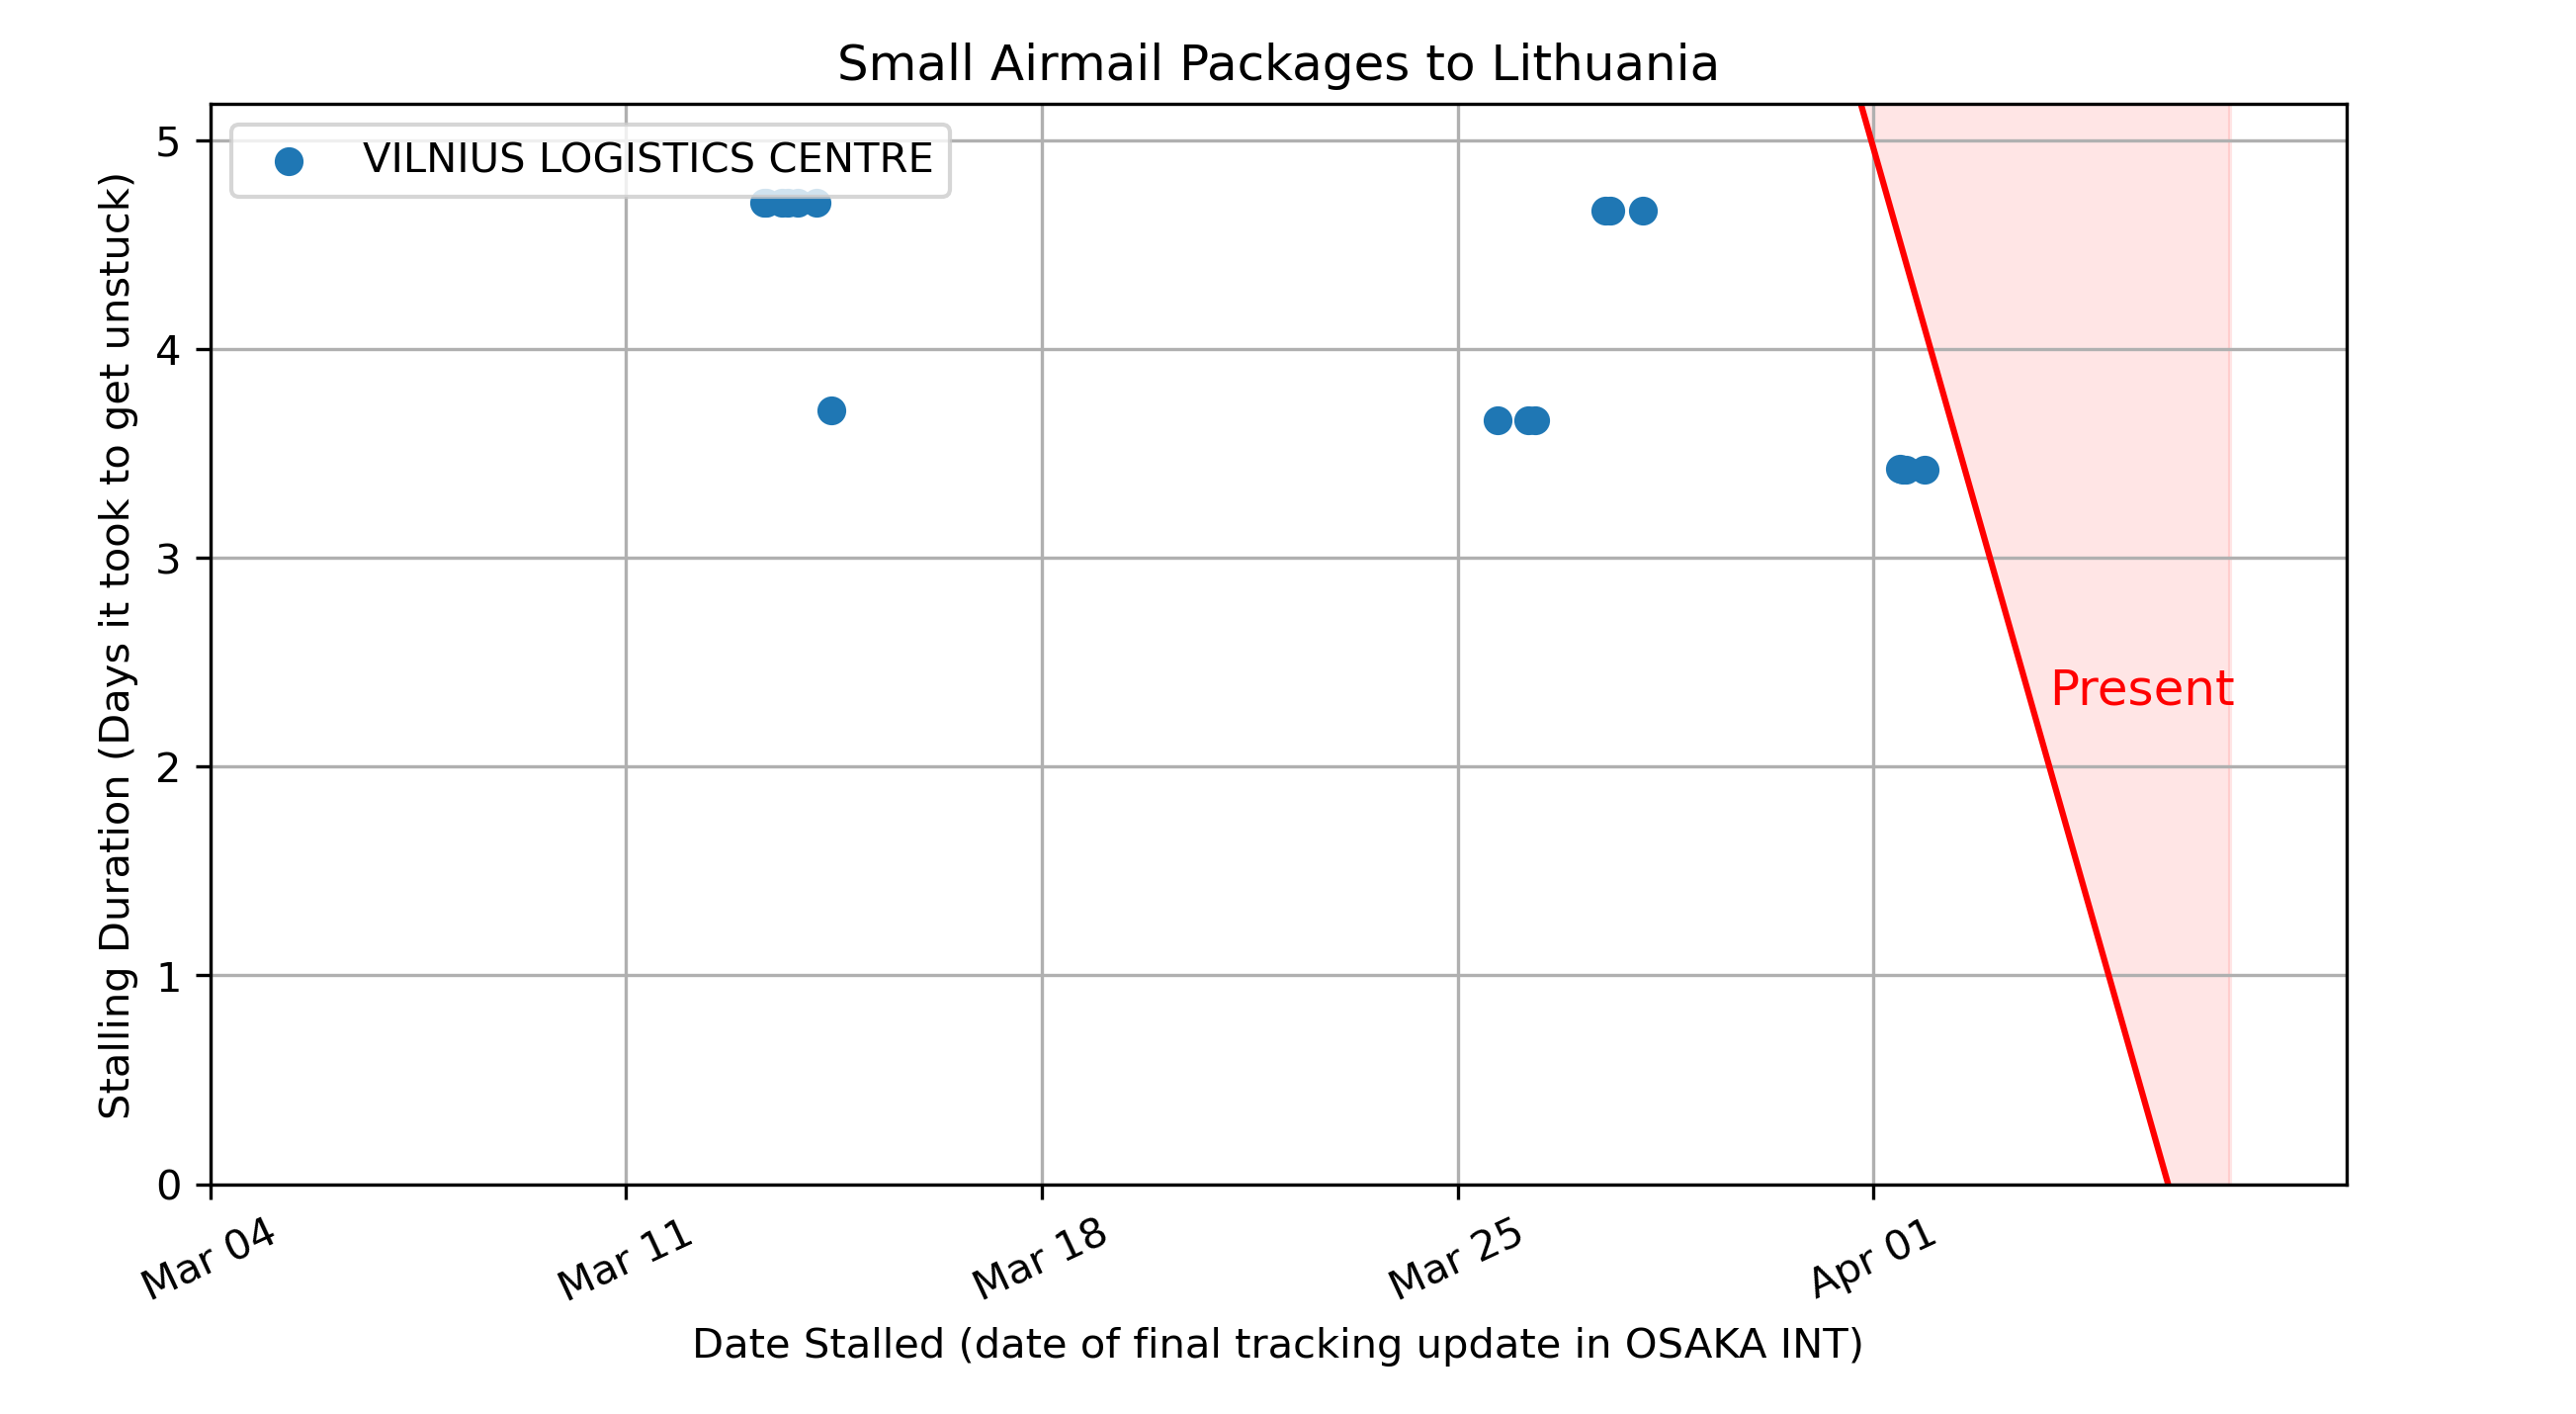 Small Airmail Packages to Lithuania
VILNIUS LOGISTICS CENTRE
Stalling Duration (Days it took to get unstuck)
5
4
3
2
1
0
Present
Mar 04
Mar 11
Mar 18
Mar 25
Apr 01
Date Stalled (date of final tracking update in OSAKA INT)